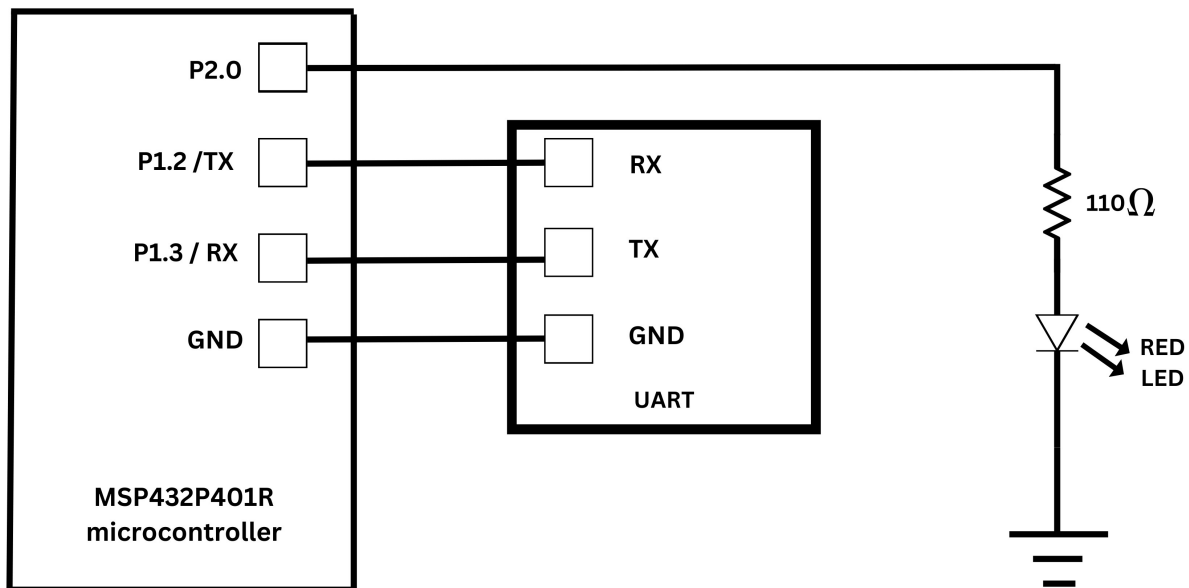 P2.0
P1.2 /TX
P1.3 / RX
GND
MSP432P401R
microcontroller
RX
TX
GND
UART
110Ω
RED
LED